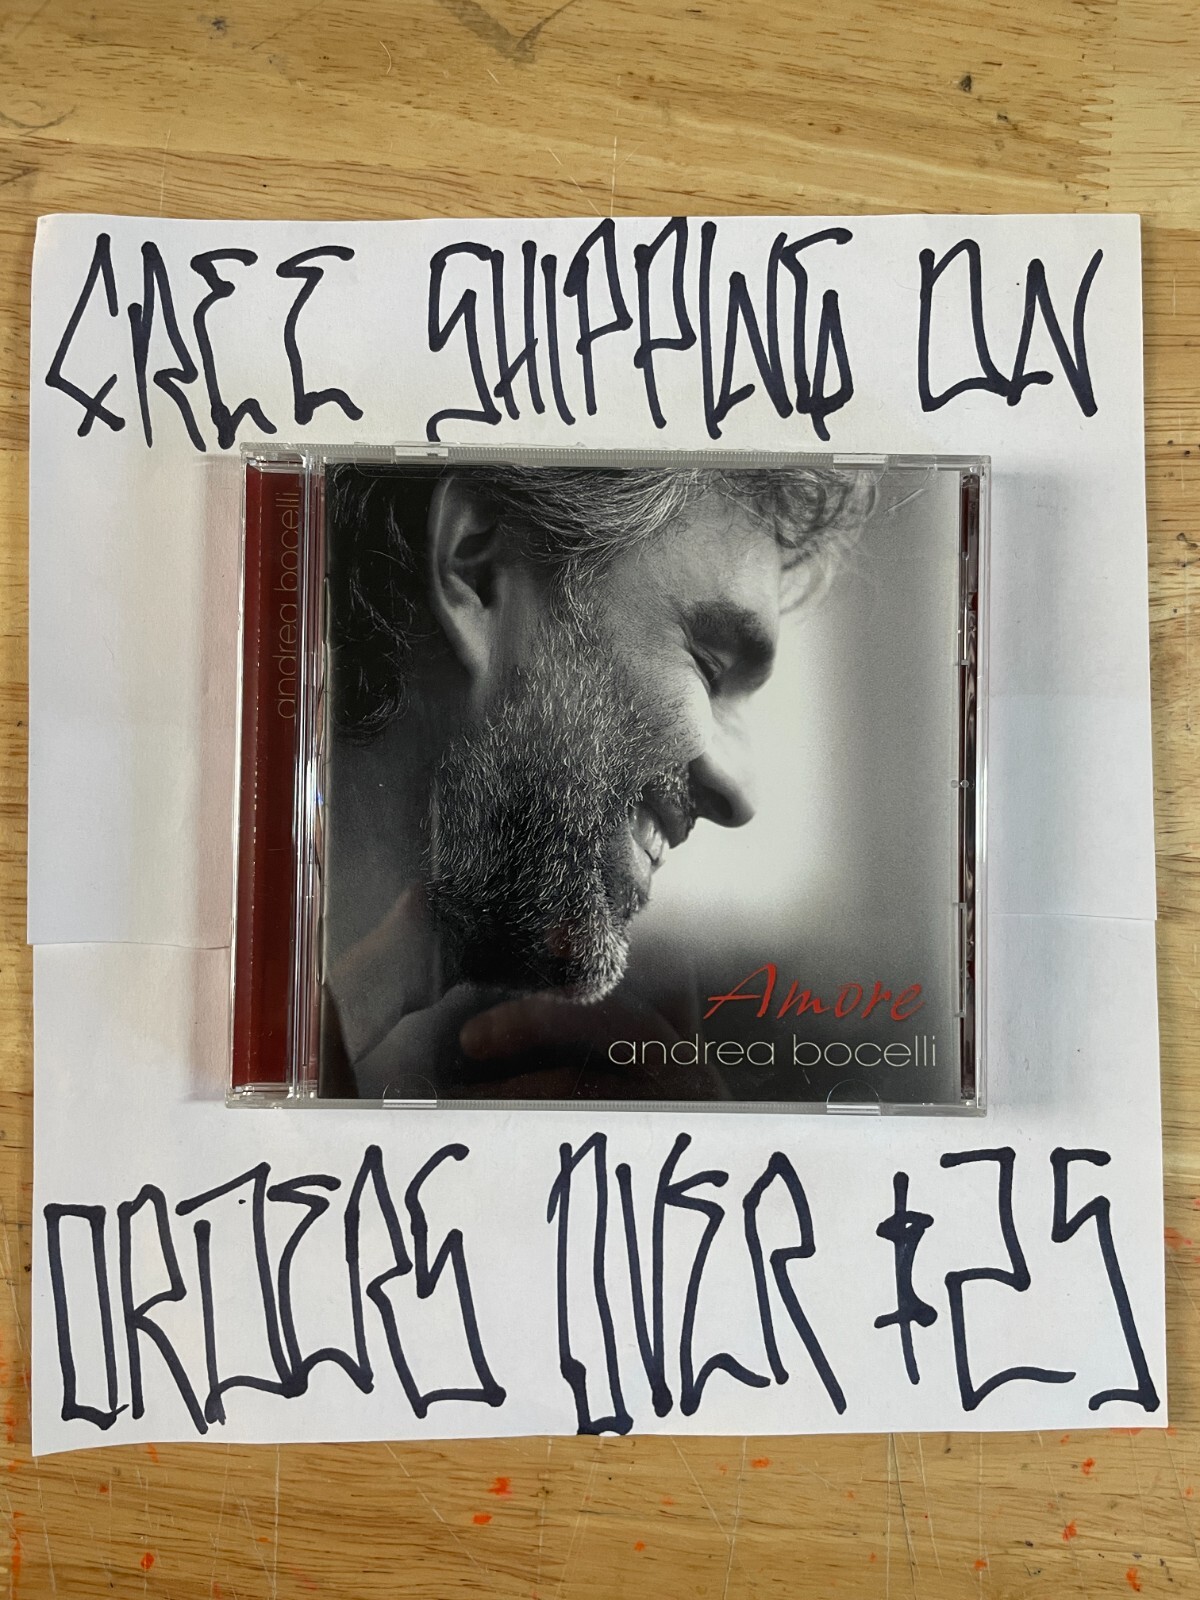 FREE SHIPPING ON
andrea bocelli
Amore
andrea bocelli
ORDERS OVER $25